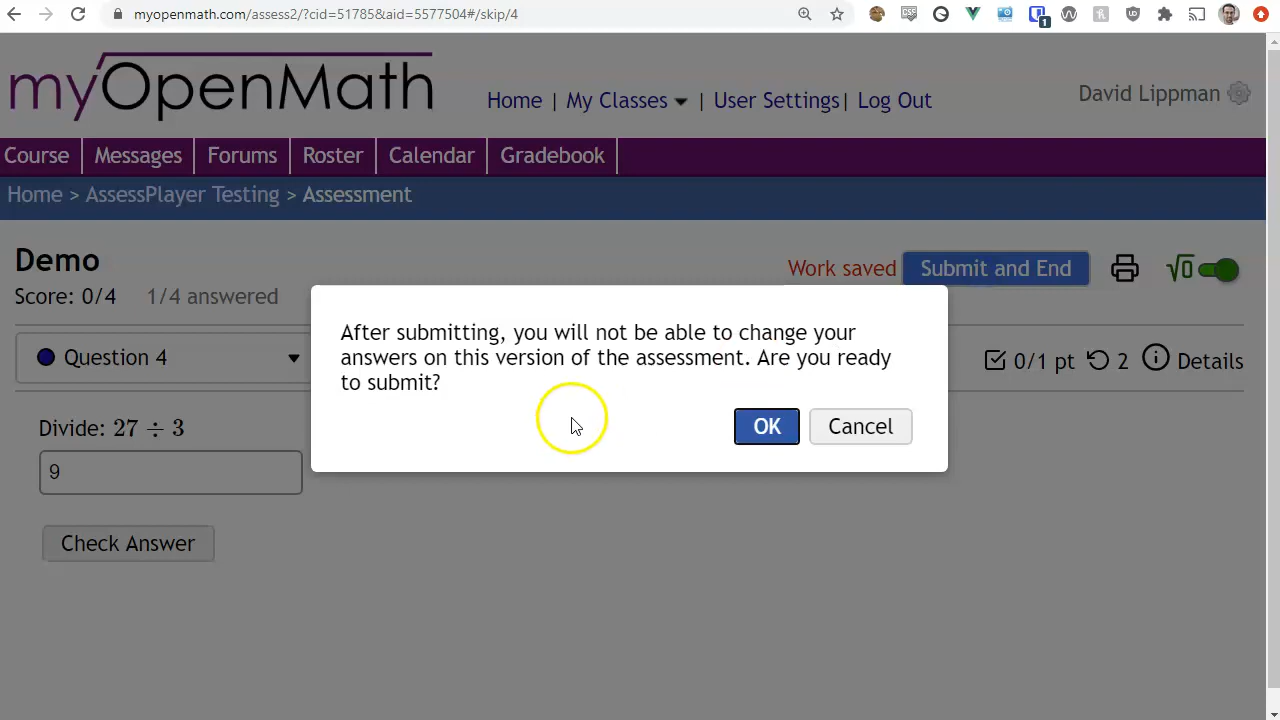 myopenmath.com/assess2/?cid=51785&aid=5577504#/skip/4
1
myOpenMath
Home | My Classes | User Settings | Log Out
David Lippman
Course Messages Forums Roster Calendar Gradebook
Home > AssessPlayer Testing > Assessment
Demo
Work saved
Submit and End
√0
Score: 0/4 1/4 answered
Question 4
0/1 pt 2 Details
After submitting, you will not be able to change your
answers on this version of the assessment. Are you ready
to submit?
OK Cancel
Divide: 27 ÷ 3
9
Check Answer